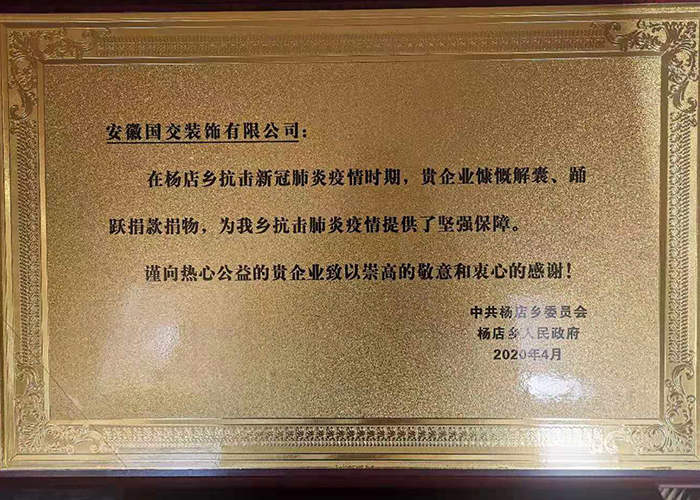 安徽国交装饰有限公司：
在杨店乡抗击新冠肺炎疫情时期，贵企业慷慨解囊、踊
跃捐款捐物，为我乡抗击肺炎疫情提供了坚强保障。
谨向热心公益的贵企业致以崇高的敬意和衷心的感谢！
中共杨店乡委员会
杨店乡人民政府
2020年4月